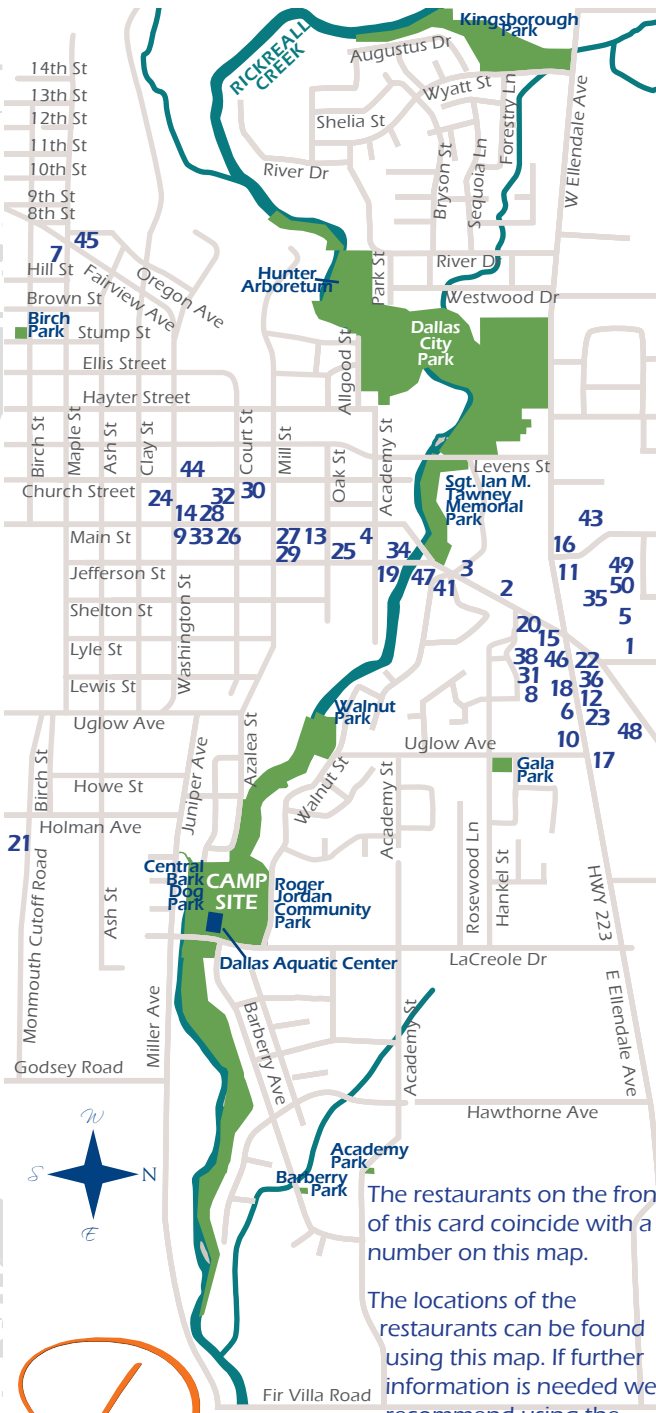 Kingsborough
Park
Augustus Dr
RICKREALL
CREEK
14th St
13th St
12th St
11th St
10th St
9th St
8th St
Wyatt St
Shelia St
Forestry Ln
W Ellendale Ave
River Dr
Bryson St
Sequoia Ln
45
7
Hill St
Fairview Ave
Oregon Ave
Hunter
Arboretum
Park St
River Dr
Brown St
Westwood Dr
Birch
Park
Stump St
Dallas
City
Park
Ellis Street
Allgood St
Hayter Street
Birch St
Maple St
Ash St
Clay St
Court St
Mill St
Oak St
Academy St
44
Levens St
Church Street
24
32
30
14
28
Sgt. Ian M.
Tawney
Memorial
Park
43
Main St
9
33
26
27
13
4
29
25
34
16
Jefferson St
19
47
41
3
2
11
49
50
35
5
Shelton St
Washington St
20
15
1
Lyle St
38
46
22
31
36
Lewis St
8
18
12
6
23
48
10
17
Walnut
Park
Uglow Ave
Uglow Ave
Gala
Park
Birch St
Juniper Ave
Azalea St
Walnut St
Academy St
Howe St
Holman Ave
21
Monmouth Cutoff Road
Ash St
Central
Bark
Dog
Park
CAMP
SITE
Roger
Jordan
Community
Park
Rosewood Ln
Hankel St
HWY 223
Dallas Aquatic Center
LaCreole Dr
Miller Ave
Barberry Ave
Academy St
E Ellendale Ave
Godsey Road
Hawthorne Ave
W
S
N
E
Academy
Park
Barberry
Park
The restaurants on the fron
of this card coincide with a
number on this map.
The locations of the
restaurants can be found
using this map. If further
information is needed we
recommend using the
Fir Villa Road